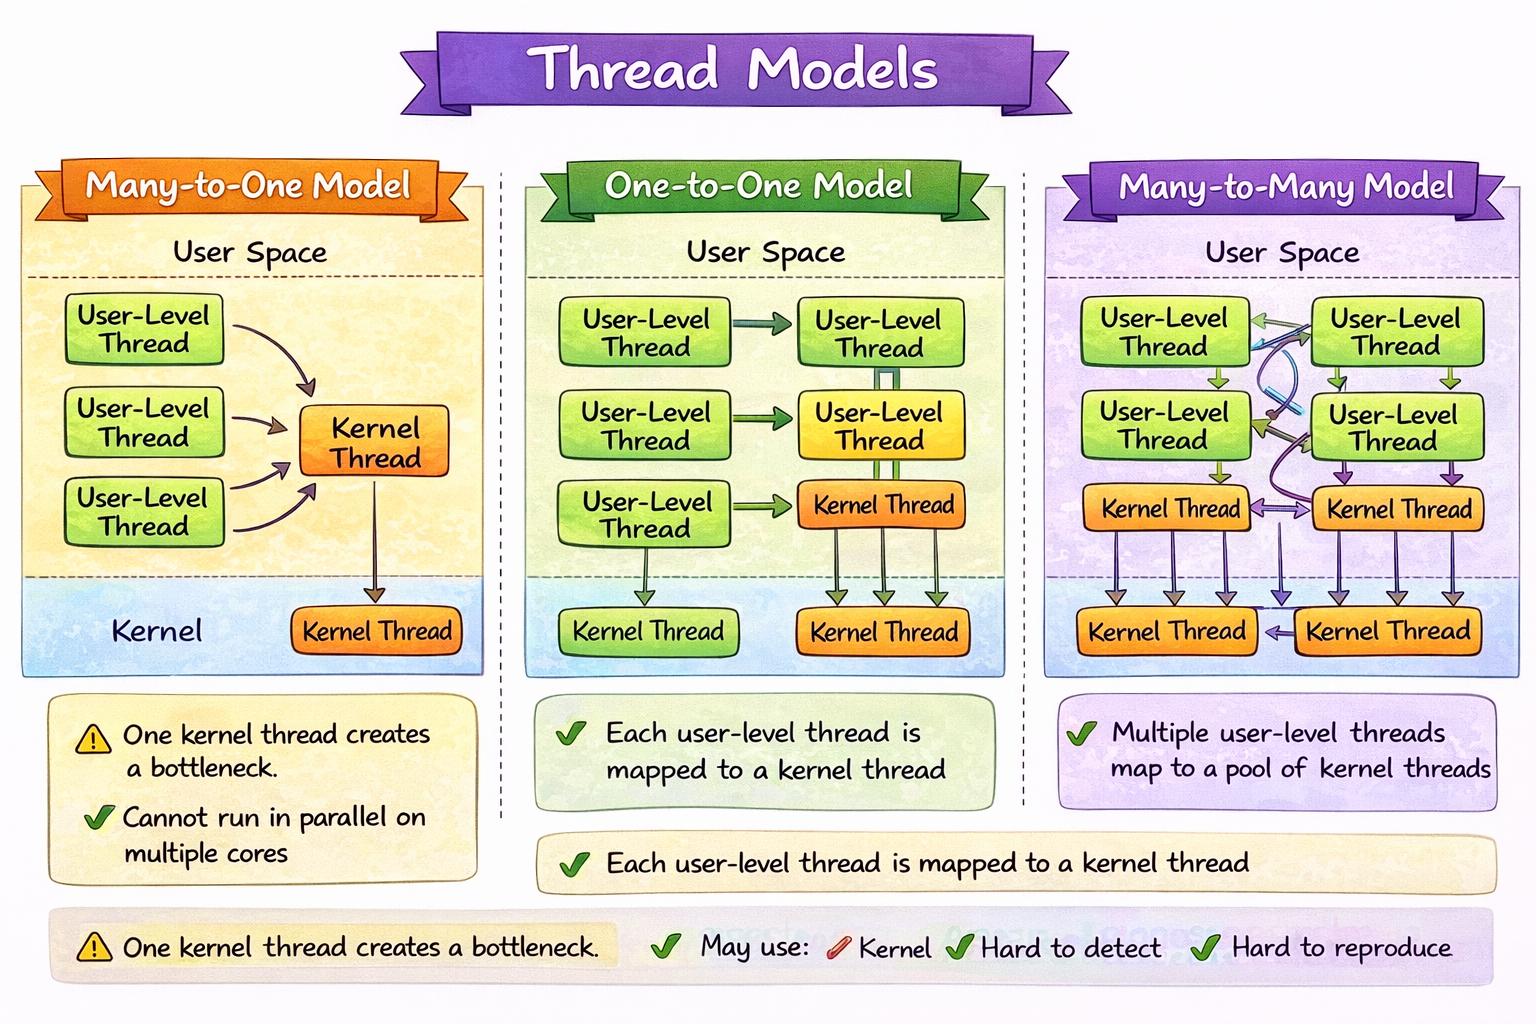 Thread Models
Many-to-One Model
User Space
User-Level
Thread
User-Level
Thread
User-Level
Thread
Kernel
Thread
Kernel
Kernel Thread
One kernel thread creates
a bottleneck.
Cannot run in parallel on
multiple cores
One-to-One Model
User Space
User-Level
Thread
User-Level
Thread
User-Level
Thread
User-Level
Thread
User-Level
Thread
Kernel Thread
Kernel Thread
Kernel Thread
Each user-level thread is
mapped to a kernel thread
Many-to-Many Model
User Space
User-Level
Thread
User-Level
Thread
User-Level
Thread
User-Level
Thread
Kernel Thread
Kernel Thread
Kernel Thread
Kernel Thread
Multiple user-level threads
map to a pool of kernel threads
Each user-level thread is mapped to a kernel thread
One kernel thread creates a bottleneck.
May use: Kernel Hard to detect Hard to reproduce